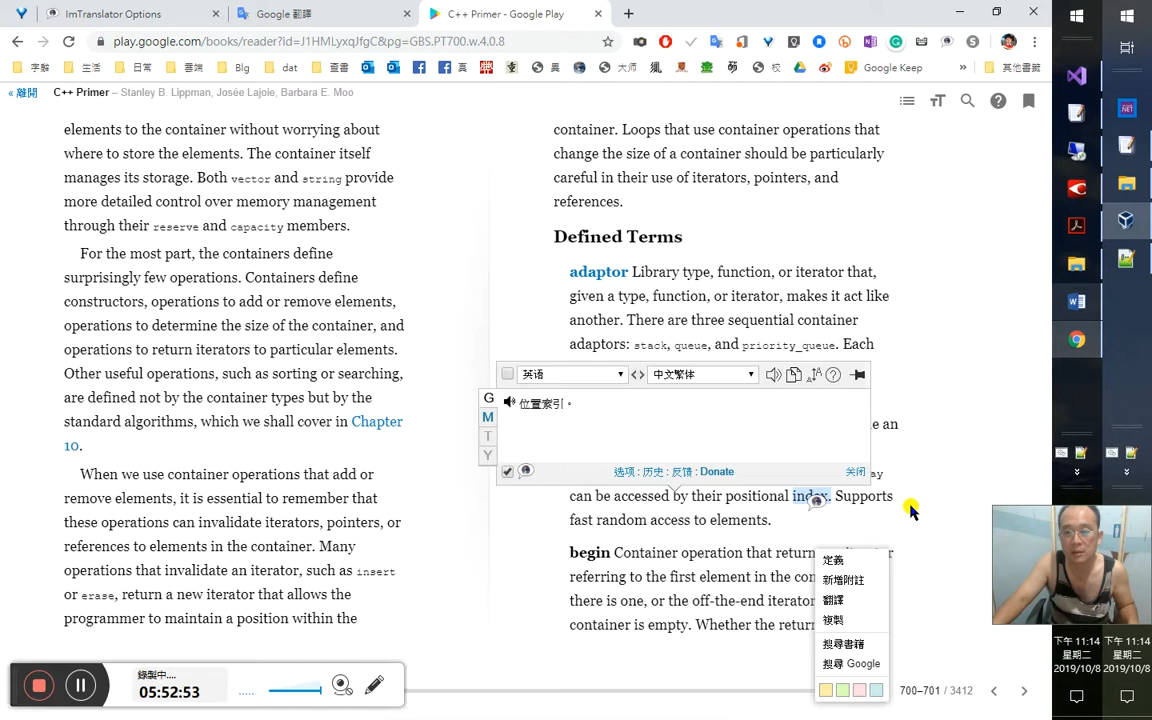 ImTranslator Options
Google 翻譯
C++ Primer - Google Play
play.google.com/books/reader?id=J1HMLyxqJfgC&pg=GBS.PT700.w.4.0.8
字辭
生活
日常
雲端
Blg
dat
查書
真
異
大师
校
Google Keep
其他書籤
« 離開
C++ Primer – Stanley B. Lippman, Josée Lajoie, Barbara E. Moo
elements to the container without worrying about
where to store the elements. The container itself
manages its storage. Both vector and string provide
more detailed control over memory management
through their reserve and capacity members.
For the most part, the containers define
surprisingly few operations. Containers define
constructors, operations to add or remove elements,
operations to determine the size of the container, and
operations to return iterators to particular elements.
Other useful operations, such as sorting or searching,
are defined not by the container types but by the
standard algorithms, which we shall cover in Chapter
10.
When we use container operations that add or
remove elements, it is essential to remember that
these operations can invalidate iterators, pointers, or
references to elements in the container. Many
operations that invalidate an iterator, such as insert
or erase, return a new iterator that allows the
programmer to maintain a position within the
container. Loops that use container operations that
change the size of a container should be particularly
careful in their use of iterators, pointers, and
references.
Defined Terms
adaptor Library type, function, or iterator that,
given a type, function, or iterator, makes it act like
another. There are three sequential container
adaptors: stack, queue, and priority_queue. Each
英语
中文繁体
G
M
T
Y
位置索引。
选项 : 历史 : 反馈 : Donate
关闭
can be accessed by their positional index. Supports
fast random access to elements.
begin Container operation that return
referring to the first element in the con
there is one, or the off-the-end iterator
container is empty. Whether the return
定義
新增附註
翻譯
複製
搜尋書籍
搜尋 Google
700–701 / 3412
錄製中...
05:52:53
下午 11:14
星期二
2019/10/8
下午 11:14
星期二
2019/10/8